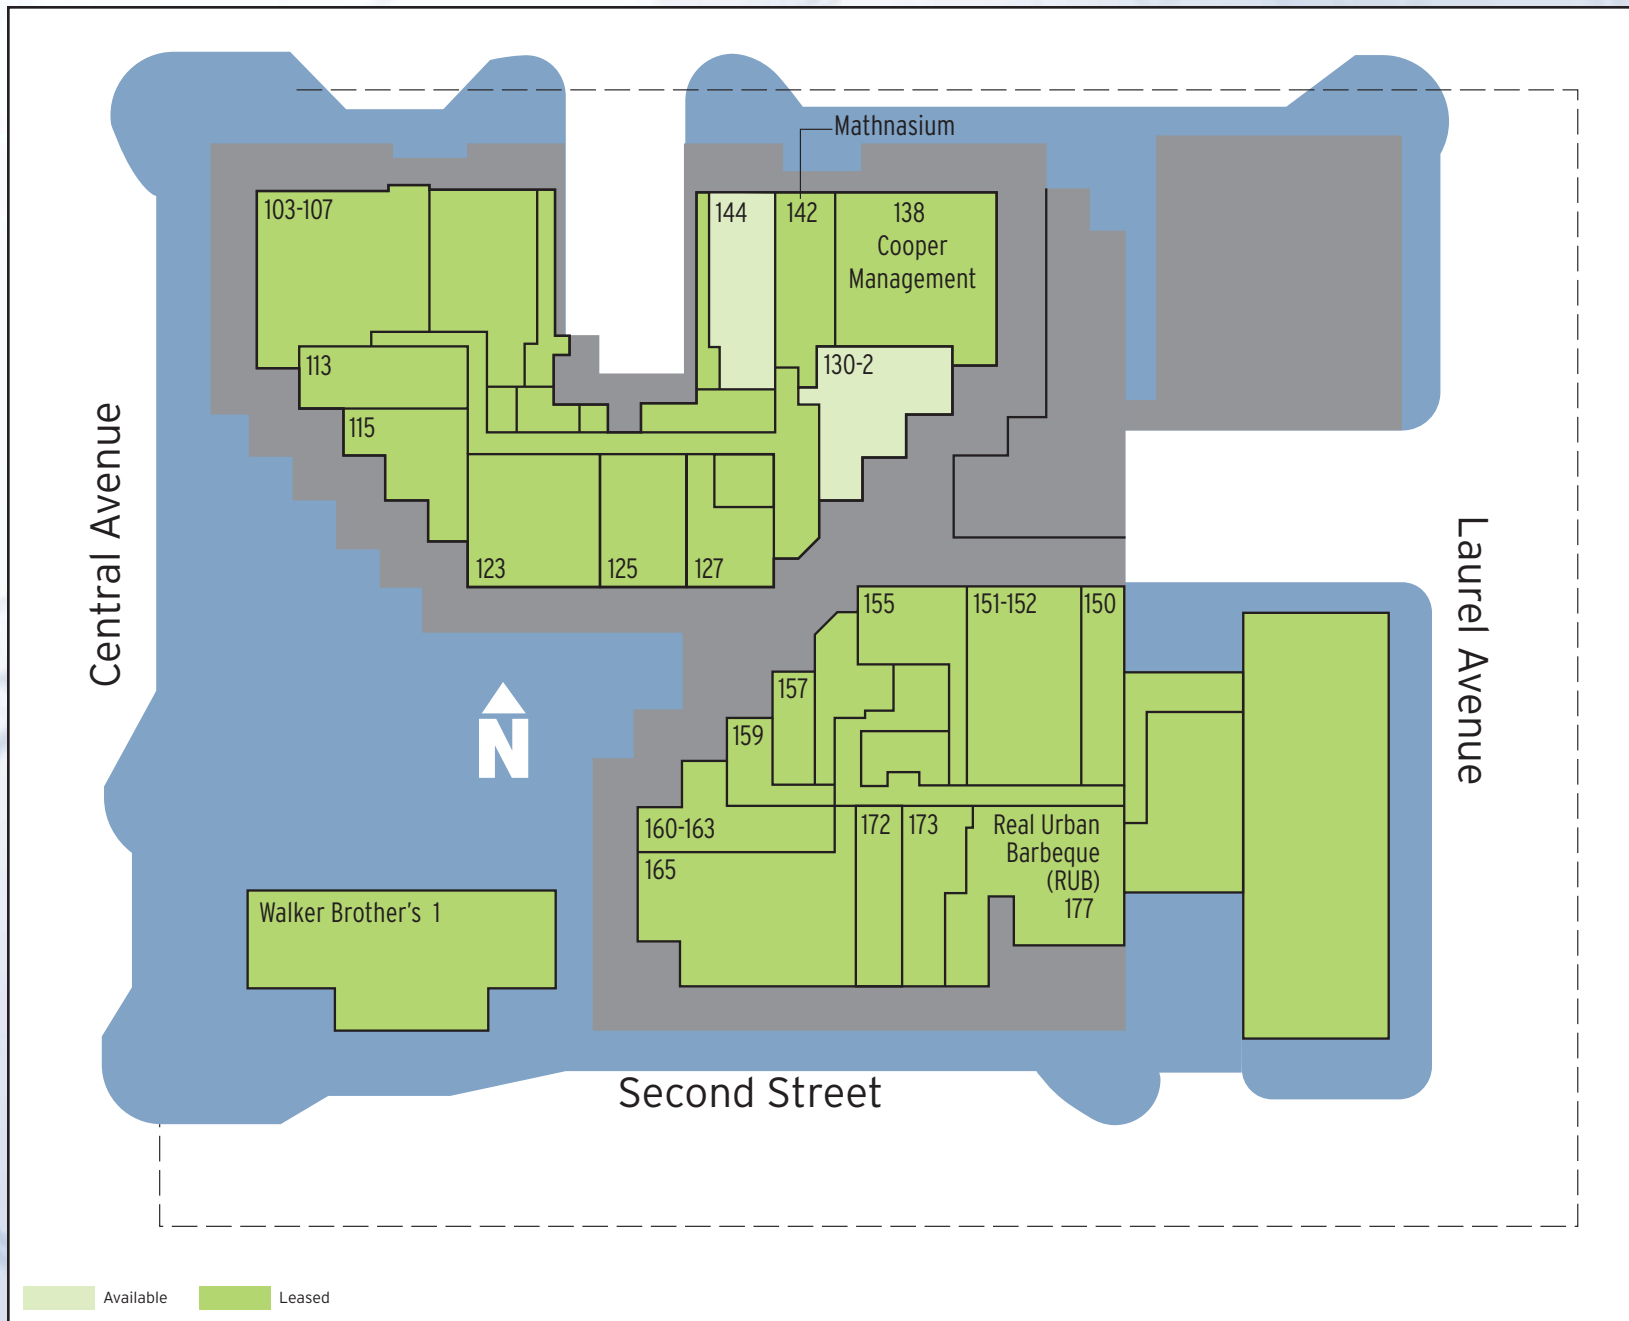 Mathnasium
103-107
144
142
138
Cooper
Management
113
130-2
115
123
125
127
Central Avenue
Laurel Avenue
155
151-152
150
157
159
N
160-163
172
173
Real Urban
Barbeque
(RUB)
177
165
Walker Brother's 1
Second Street
Available
Leased